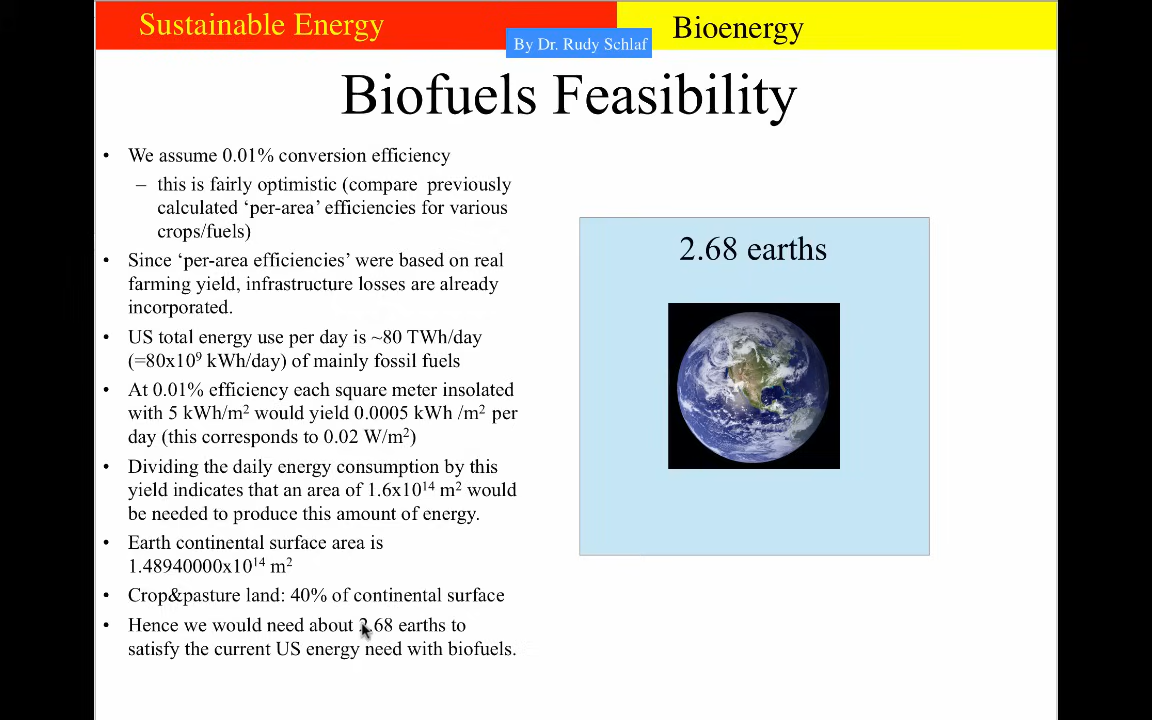 Sustainable Energy
By Dr. Rudy Schlaf
Bioenergy
Biofuels Feasibility
• We assume 0.01% conversion efficiency
– this is fairly optimistic (compare previously
calculated ‘per-area’ efficiencies for various
crops/fuels)
• Since ‘per-area efficiencies’ were based on real
farming yield, infrastructure losses are already
incorporated.
• US total energy use per day is ~80 TWh/day
(=80x10⁹ kWh/day) of mainly fossil fuels
• At 0.01% efficiency each square meter insolated
with 5 kWh/m² would yield 0.0005 kWh /m² per
day (this corresponds to 0.02 W/m²)
• Dividing the daily energy consumption by this
yield indicates that an area of 1.6x10¹⁴ m² would
be needed to produce this amount of energy.
• Earth continental surface area is
1.48940000x10¹⁴ m²
• Crop&pasture land: 40% of continental surface
• Hence we would need about 2.68 earths to
satisfy the current US energy need with biofuels.
2.68 earths